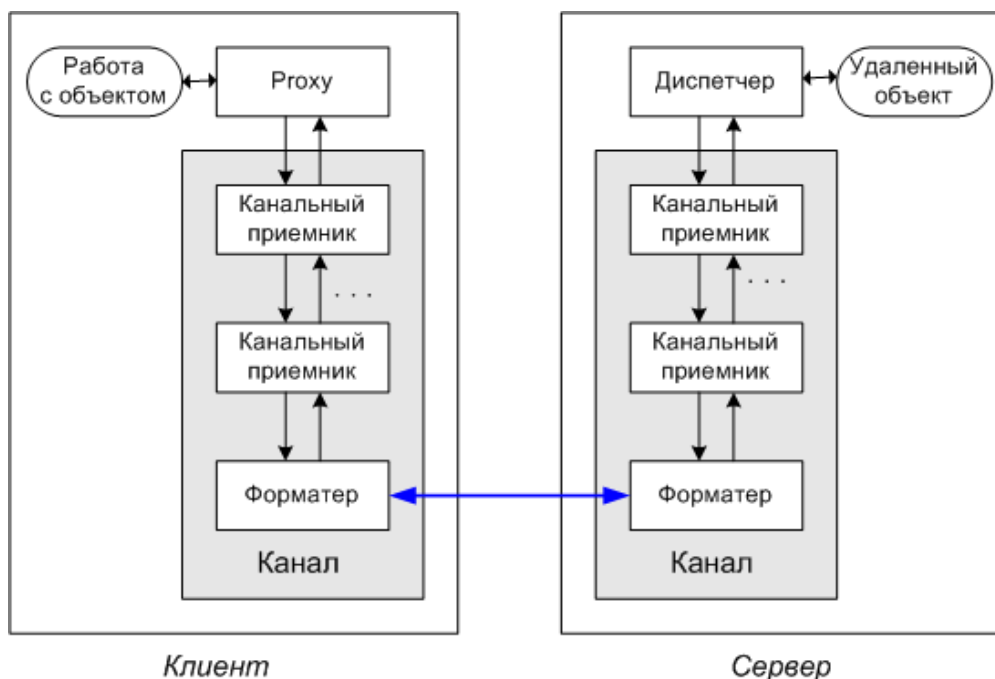 Работа
с объектом
Proxy
Канальный
приемник
. . .
Канальный
приемник
Форматер
Канал
Клиент
Диспетчер
Удаленный
объект
Канальный
приемник
. . .
Канальный
приемник
Форматер
Канал
Сервер